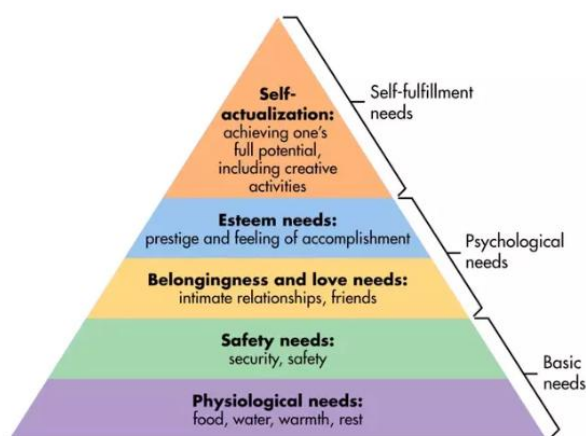 Self-
actualization:
achieving one's
full potential,
including creative
activities
Self-fulfillment
needs
Esteem needs:
prestige and feeling of accomplishment
Psychological
needs
Belongingness and love needs:
intimate relationships, friends
Safety needs:
security, safety
Basic
needs
Physiological needs:
food, water, warmth, rest